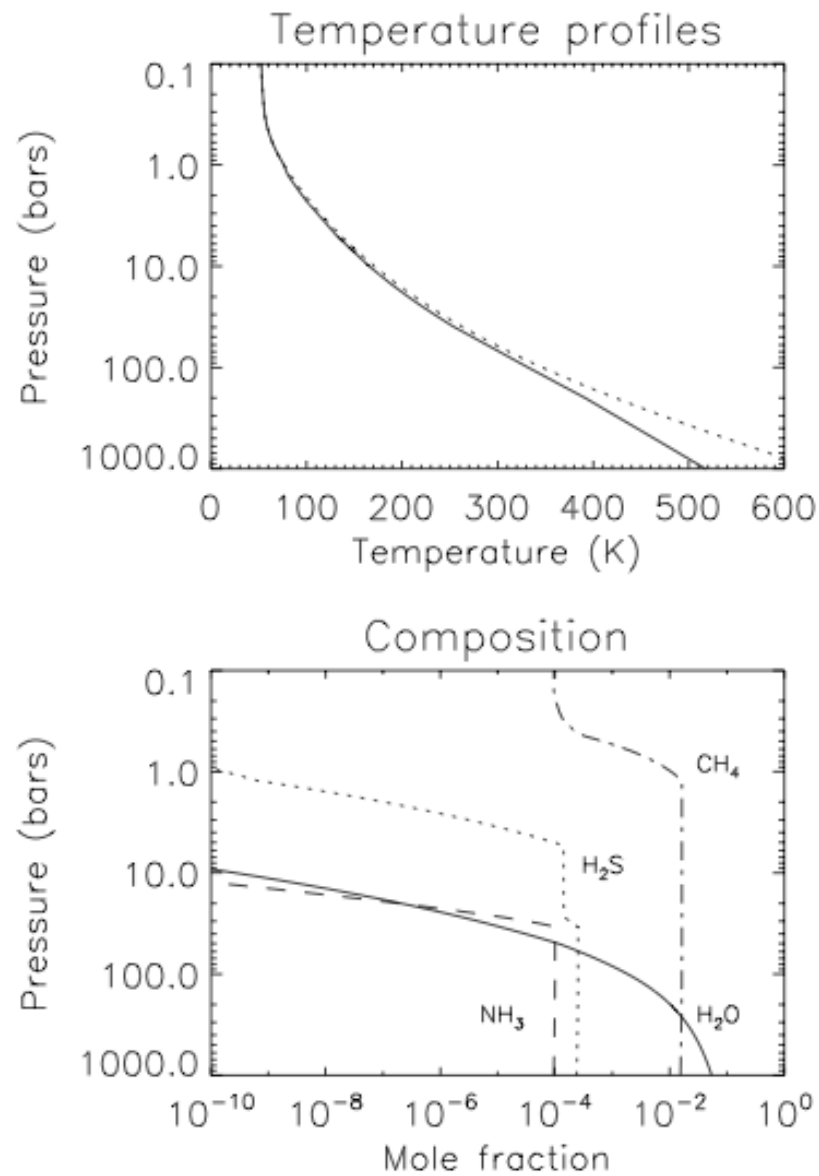 Temperature profiles
Pressure (bars)
0.1
1.0
10.0
100.0
1000.0
0 100 200 300 400 500 600
Temperature (K)
Composition
Pressure (bars)
0.1
1.0
10.0
100.0
1000.0
CH₄
H₂S
NH₃
H₂O
10⁻¹⁰ 10⁻⁸ 10⁻⁶ 10⁻⁴ 10⁻² 10⁰
Mole fraction